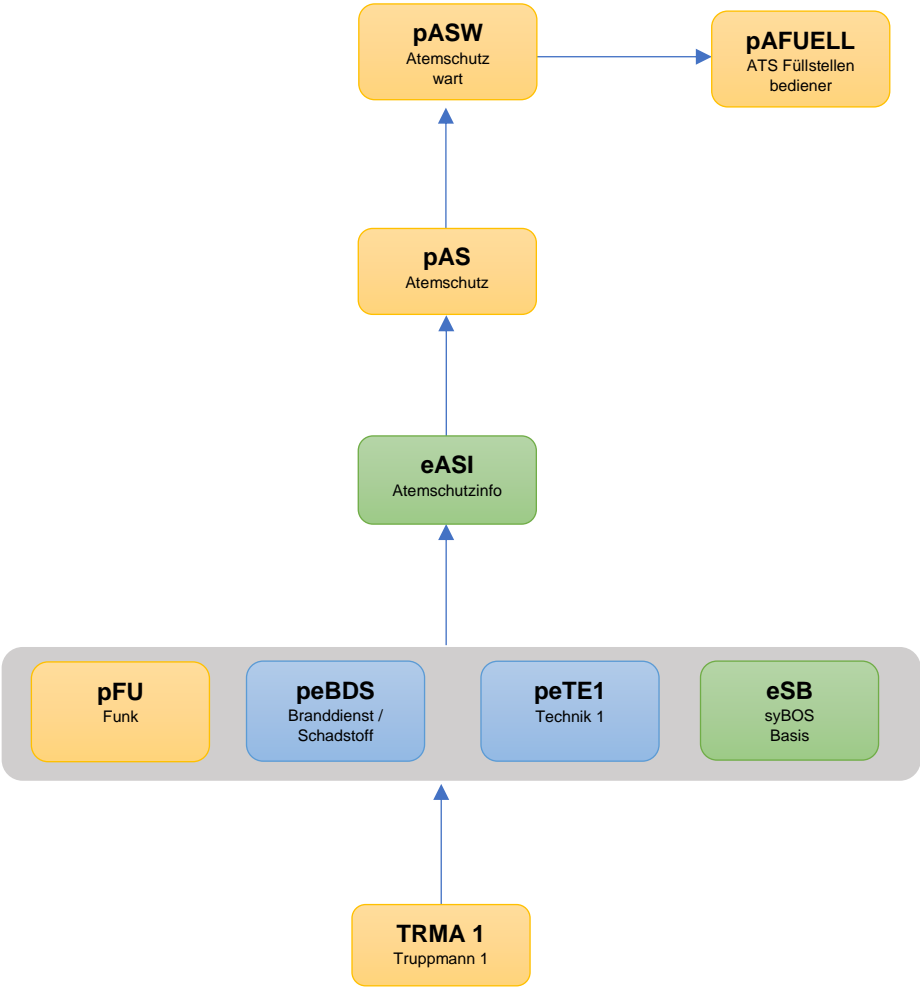 pASW
Atemschutz
wart
pAFUELL
ATS Füllstellen
bediener
pAS
Atemschutz
eASI
Atemschutzinfo
pFU
Funk
peBDS
Branddienst /
Schadstoff
peTE1
Technik 1
eSB
syBOS
Basis
TRMA 1
Truppmann 1